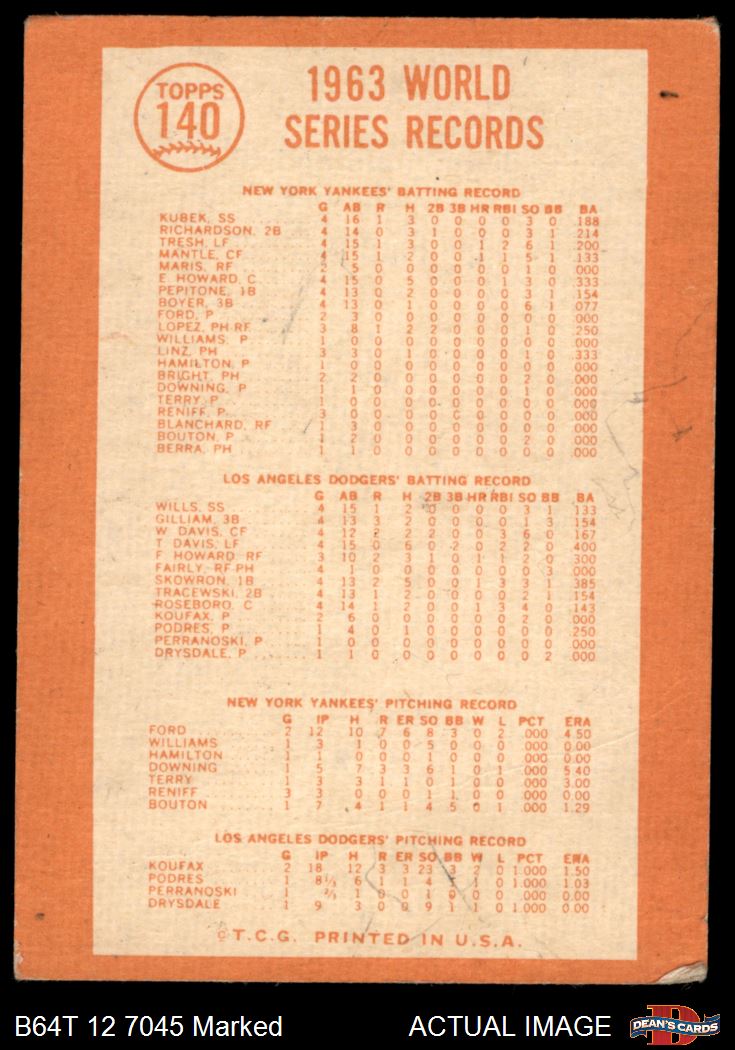 TOPPS
140
1963 WORLD
SERIES RECORDS
NEW YORK YANKEES' BATTING RECORD
G AB R H 2B 3B HR RBI SO BB BA
KUBEK, SS 4 16 1 3 0 0 0 0 3 0 .188
RICHARDSON, 2B 4 14 0 3 1 0 0 0 3 1 .214
TRESH, LF 4 15 1 3 0 0 1 2 6 1 .200
MANTLE, CF 4 15 1 2 0 0 1 1 5 1 .133
MARIS, RF 2 5 0 0 0 0 0 0 1 0 .000
E. HOWARD, C 4 15 0 5 0 0 0 1 3 0 .333
PEPITONE, 1B 4 13 0 2 0 0 0 0 3 1 .154
BOYER, 3B 4 13 0 1 0 0 0 0 6 1 .077
FORD, P 2 3 0 0 0 0 0 0 0 0 .000
LOPEZ, PH RF 3 8 1 2 2 0 0 0 1 0 .250
WILLIAMS, P 1 0 0 0 0 0 0 0 0 0 .000
LINZ, PH 3 3 0 1 0 0 0 0 1 0 .333
HAMILTON, P 1 0 0 0 0 0 0 0 0 0 .000
BRIGHT, PH 2 2 0 0 0 0 0 0 2 0 .000
DOWNING, P 1 1 0 0 0 0 0 0 1 0 .000
TERRY, P 1 0 0 0 0 0 0 0 0 0 .000
RENIFF, P 3 0 0 0 0 0 0 0 0 0 .000
BLANCHARD, RF 1 3 0 0 0 0 0 0 0 0 .000
BOUTON, P 1 2 0 0 0 0 0 0 2 0 .000
BERRA, PH 1 1 0 0 0 0 0 0 0 0 .000
LOS ANGELES DODGERS' BATTING RECORD
G AB R H 2B 3B HR RBI SO BB BA
WILLS, SS 4 15 1 2 0 0 0 0 3 1 .133
GILLIAM, 3B 4 13 3 2 0 0 0 0 1 3 .154
W. DAVIS, CF 4 12 2 2 2 0 0 3 6 0 .167
T. DAVIS, LF 4 15 0 6 0 2 0 2 2 0 .400
F. HOWARD, RF 3 10 2 3 1 0 1 1 2 0 .300
FAIRLY, RF PH 4 1 0 0 0 0 0 0 0 3 .000
SKOWRON, 1B 4 13 2 5 0 0 1 3 3 1 .385
TRACEWSKI, 2B 4 13 1 2 0 0 0 0 2 1 .154
ROSEBORO, C 4 14 1 2 0 0 1 3 4 0 .143
KOUFAX, P 2 6 0 0 0 0 0 0 2 0 .000
PODRES, P 1 4 0 1 0 0 0 0 0 0 .250
PERRANOSKI, P 1 0 0 0 0 0 0 0 0 0 .000
DRYSDALE, P 1 1 0 0 0 0 0 0 0 2 .000
NEW YORK YANKEES' PITCHING RECORD
G IP H R ER SO BB W L PCT ERA
FORD 2 12 10 7 6 8 3 0 2 .000 4.50
WILLIAMS 1 3 1 0 0 5 0 0 0 .000 0.00
HAMILTON 1 1 0 0 0 1 0 0 0 .000 0.00
DOWNING 1 5 7 3 3 6 1 0 1 .000 5.40
TERRY 1 3 3 1 1 0 1 0 0 .000 3.00
RENIFF 3 3 0 0 0 1 1 0 0 .000 0.00
BOUTON 1 7 4 1 1 4 5 0 1 .000 1.29
LOS ANGELES DODGERS' PITCHING RECORD
G IP H R ER SO BB W L PCT ERA
KOUFAX 2 18 12 3 3 23 3 2 0 1.000 1.50
PODRES 1 8⅓ 6 1 1 4 1 1 0 1.000 1.03
PERRANOSKI 1 ⅔ 1 0 0 1 0 0 0 .000 0.00
DRYSDALE 1 9 3 0 0 9 1 1 0 1.000 0.00
©T.C.G. PRINTED IN U.S.A.
B64T 12 7045 Marked ACTUAL IMAGE
DEAN'S CARDS